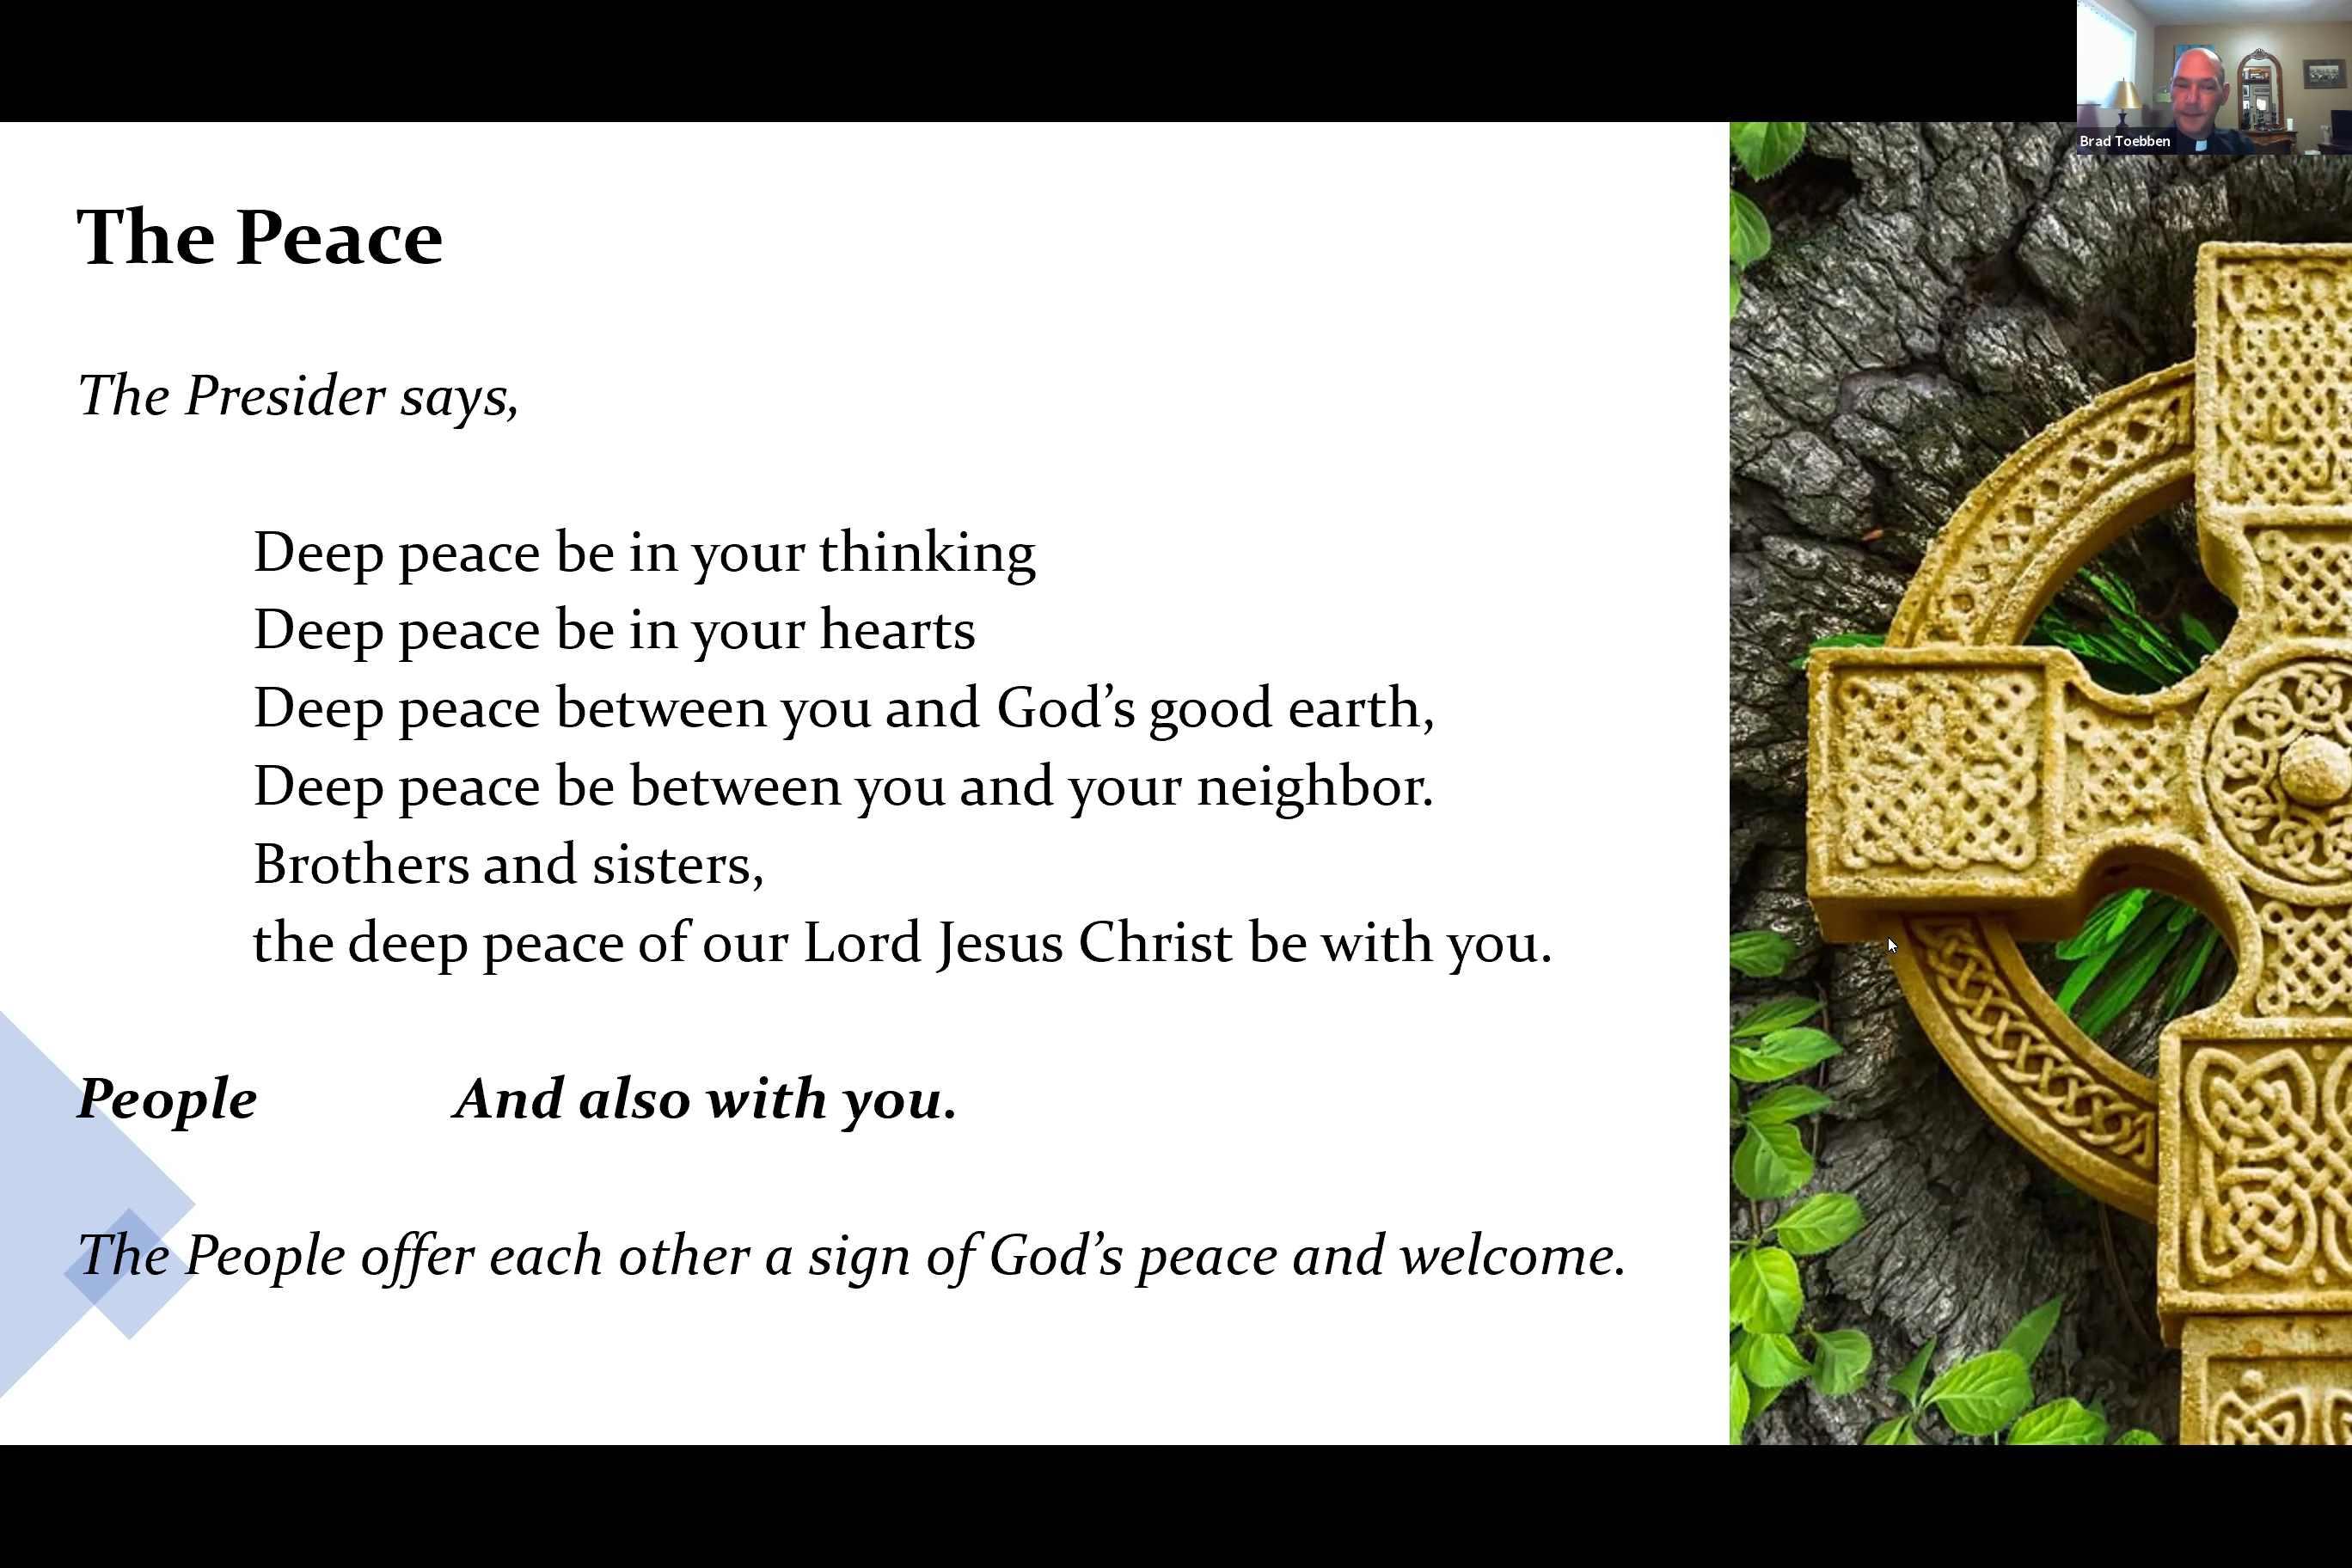 Brad Toebben
The Peace
The Presider says,
Deep peace be in your thinking
Deep peace be in your hearts
Deep peace between you and God’s good earth,
Deep peace be between you and your neighbor.
Brothers and sisters,
the deep peace of our Lord Jesus Christ be with you.
People And also with you.
The People offer each other a sign of God’s peace and welcome.